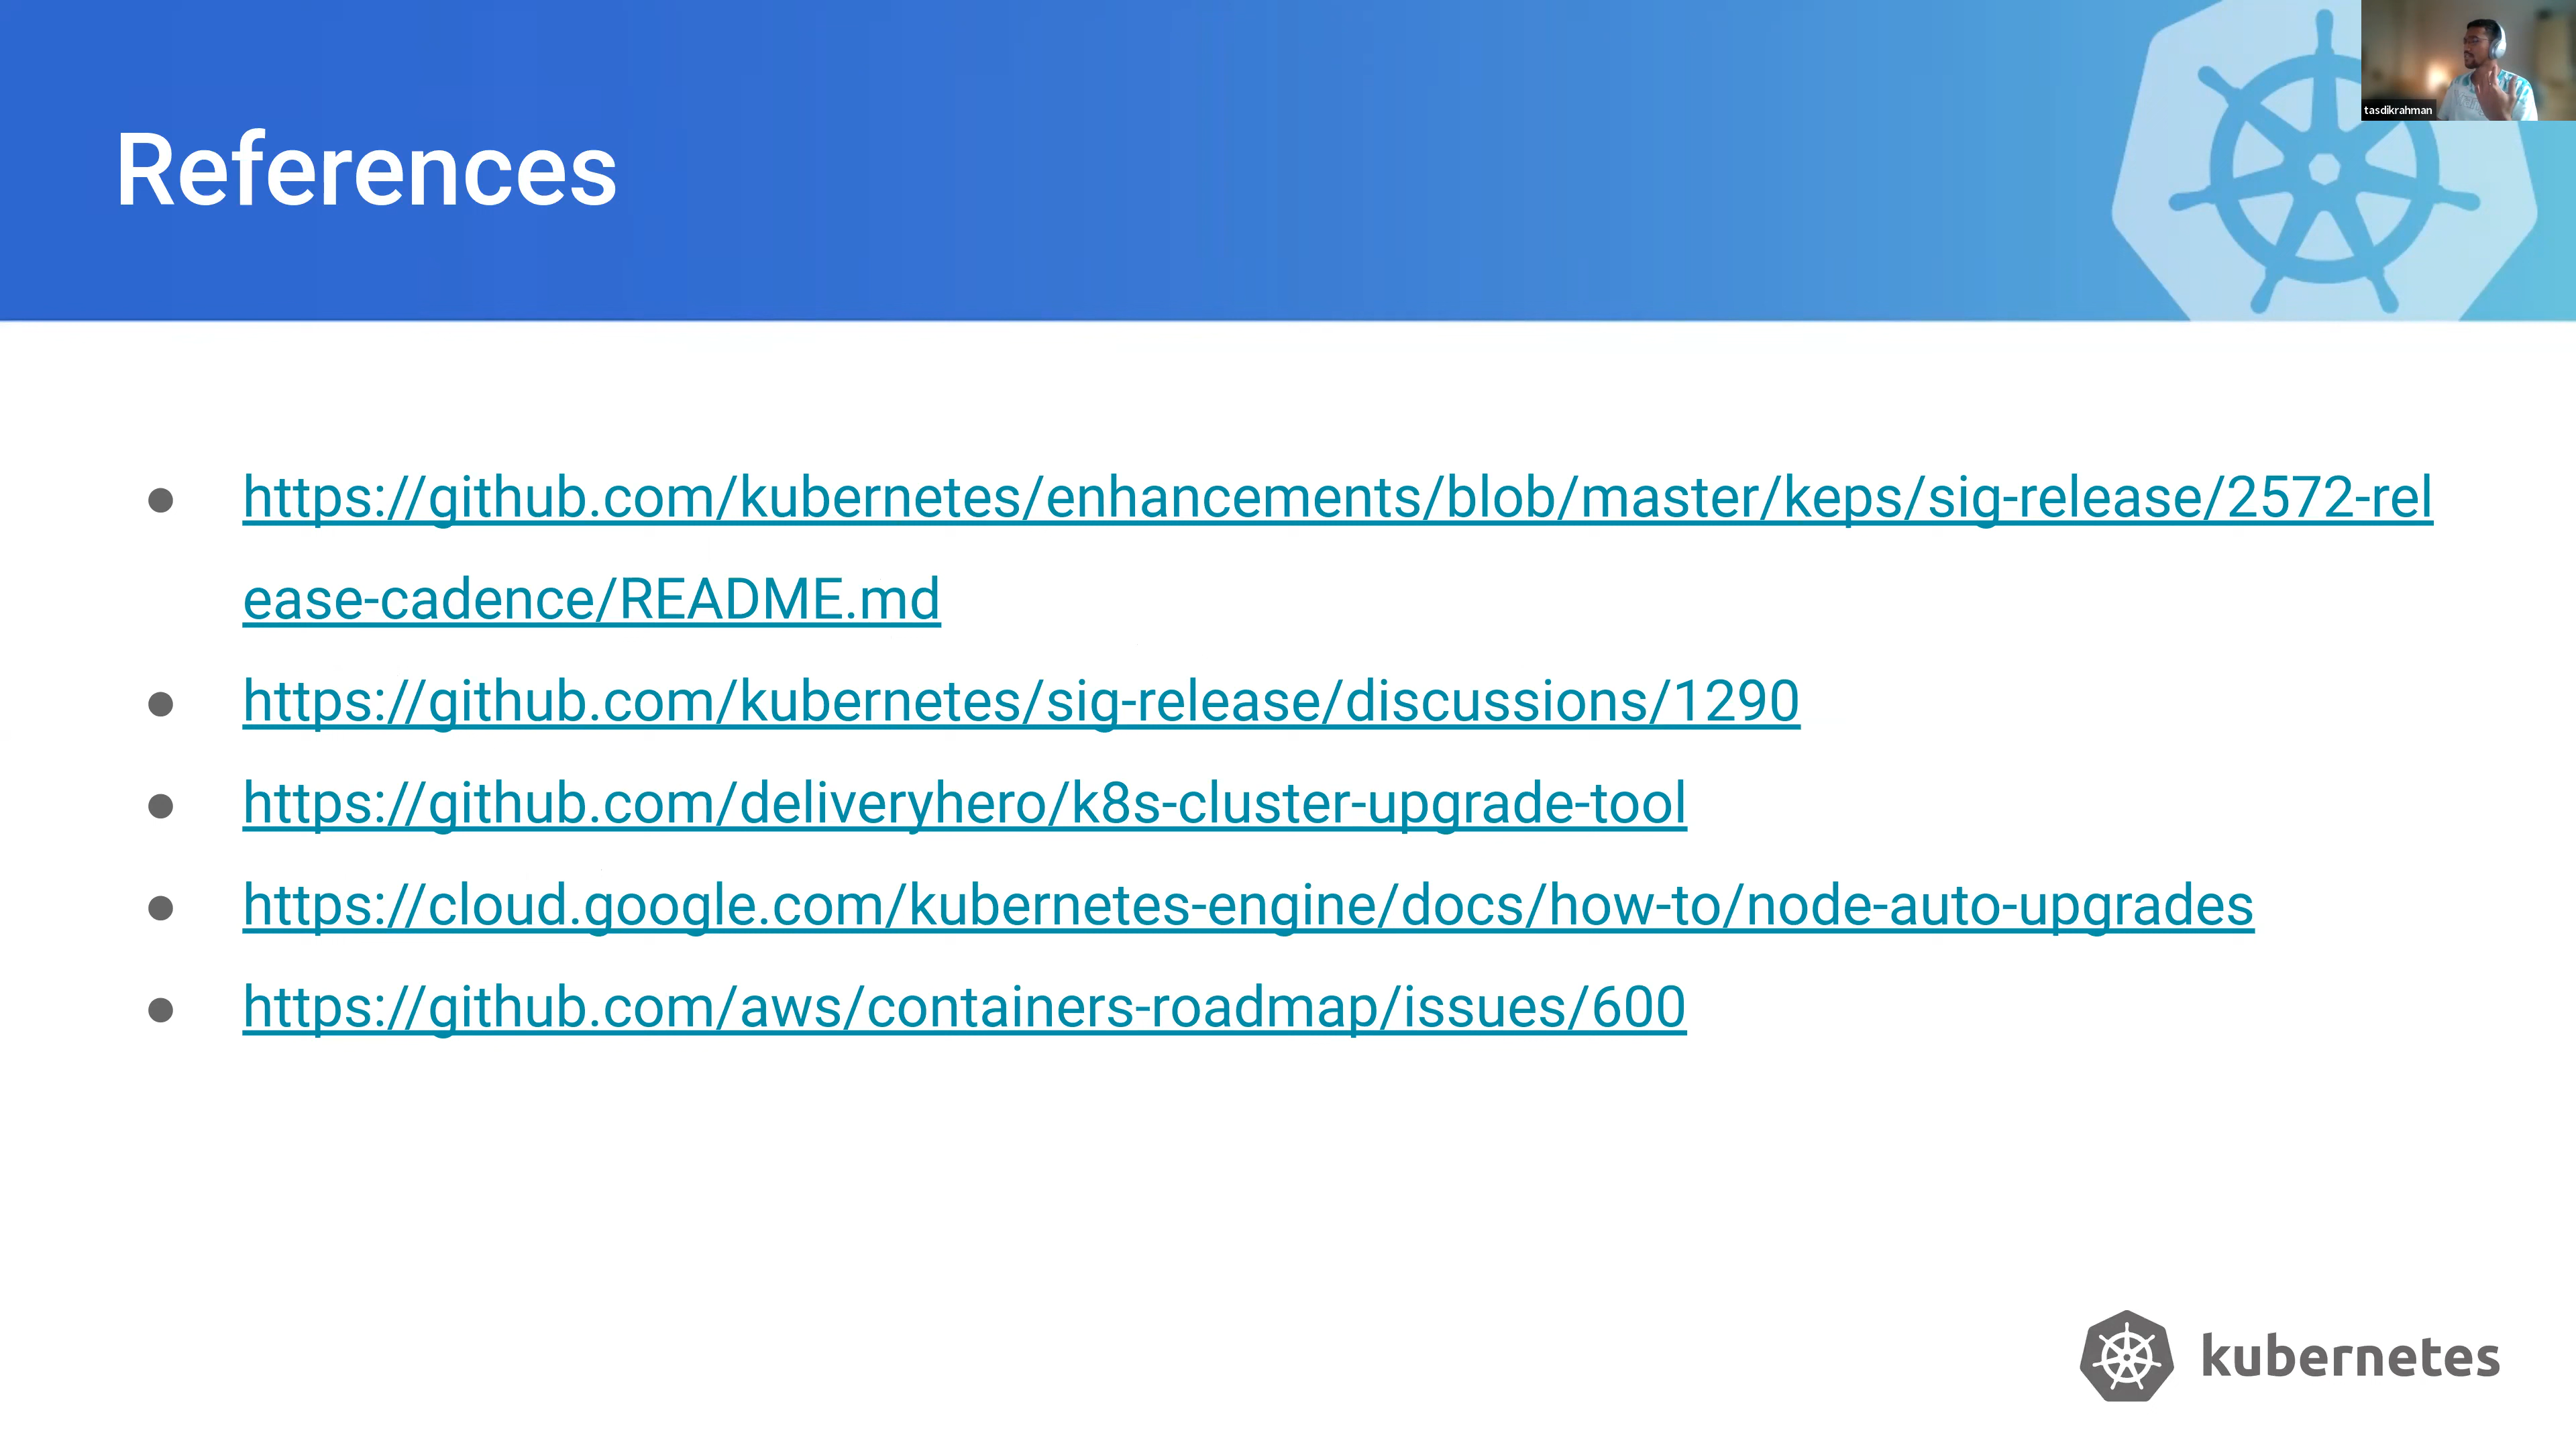 tasdikrahman
References
https://github.com/kubernetes/enhancements/blob/master/keps/sig-release/2572-rel
ease-cadence/README.md
https://github.com/kubernetes/sig-release/discussions/1290
https://github.com/deliveryhero/k8s-cluster-upgrade-tool
https://cloud.google.com/kubernetes-engine/docs/how-to/node-auto-upgrades
https://github.com/aws/containers-roadmap/issues/600
kubernetes